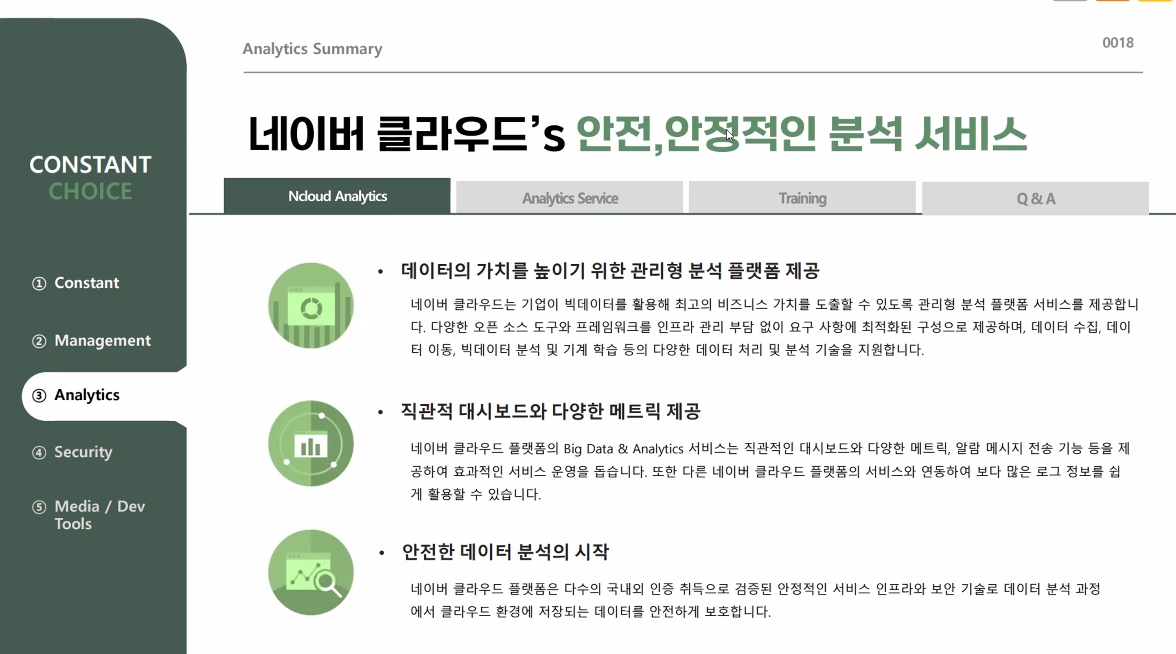 Analytics Summary
0018
네이버 클라우드's 안전,안정적인 분석 서비스
CONSTANT
CHOICE
① Constant
② Management
③ Analytics
④ Security
⑤ Media / Dev
Tools
Ncloud Analytics
Analytics Service
Training
Q & A
• 데이터의 가치를 높이기 위한 관리형 분석 플랫폼 제공
네이버 클라우드는 기업이 빅데이터를 활용해 최고의 비즈니스 가치를 도출할 수 있도록 관리형 분석 플랫폼 서비스를 제공합니
다. 다양한 오픈 소스 도구와 프레임워크를 인프라 관리 부담 없이 요구 사항에 최적화된 구성으로 제공하며, 데이터 수집, 데이
터 이동, 빅데이터 분석 및 기계 학습 등의 다양한 데이터 처리 및 분석 기술을 지원합니다.
• 직관적 대시보드와 다양한 메트릭 제공
네이버 클라우드 플랫폼의 Big Data & Analytics 서비스는 직관적인 대시보드와 다양한 메트릭, 알람 메시지 전송 기능 등을 제
공하여 효과적인 서비스 운영을 돕습니다. 또한 다른 네이버 클라우드 플랫폼의 서비스와 연동하여 보다 많은 로그 정보를 쉽
게 활용할 수 있습니다.
• 안전한 데이터 분석의 시작
네이버 클라우드 플랫폼은 다수의 국내외 인증 취득으로 검증된 안정적인 서비스 인프라와 보안 기술로 데이터 분석 과정
에서 클라우드 환경에 저장되는 데이터를 안전하게 보호합니다.